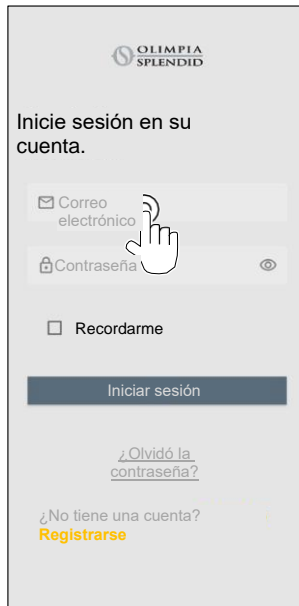 OLIMPIA
SPLENDID
Inicie sesión en su
cuenta.
Correo
electrónico
Contraseña
Recordarme
Iniciar sesión
¿Olvidó la
contraseña?
¿No tiene una cuenta?
Registrarse